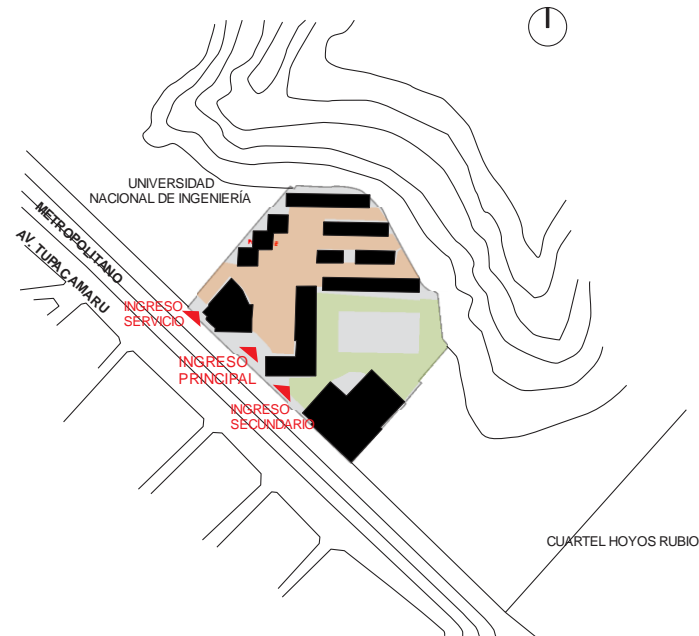 UNIVERSIDAD
NACIONAL DE INGENIERÍA
METROPOLITANO
AV. TUPAC AMARU
INGRESO
SERVICIO
INGRESO
PRINCIPAL
INGRESO
SECUNDARIO
CUARTEL HOYOS RUBIO